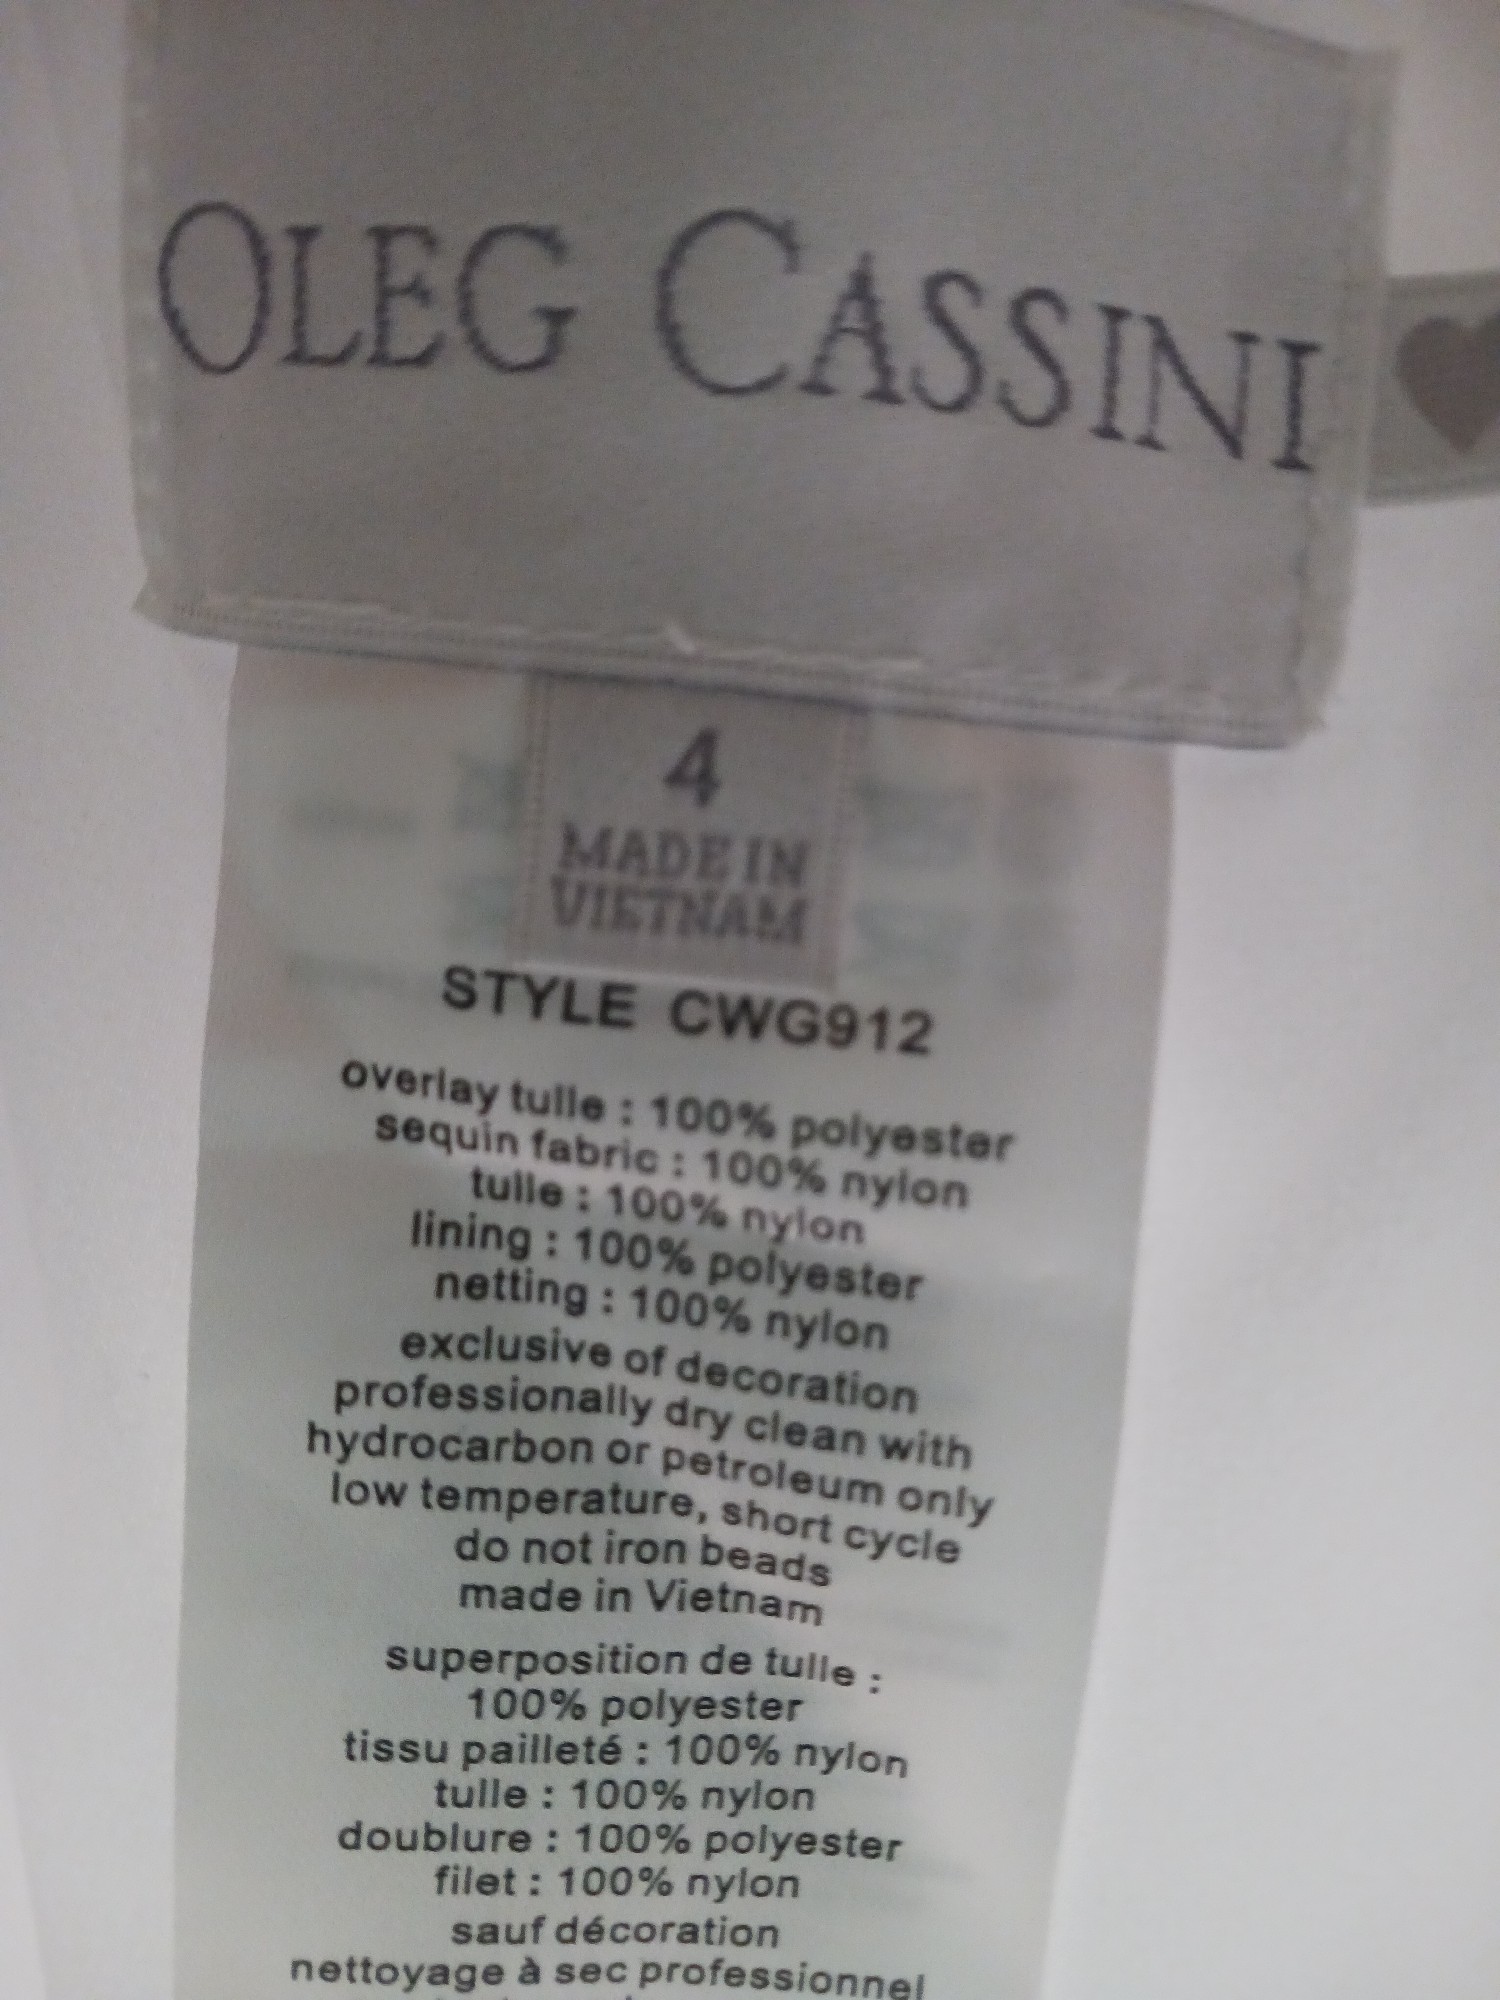 OLEG CASSINI
4
MADE IN
VIETNAM
STYLE CWG912
overlay tulle : 100% polyester
sequin fabric : 100% nylon
tulle : 100% nylon
lining : 100% polyester
netting : 100% nylon
exclusive of decoration
professionally dry clean with
hydrocarbon or petroleum only
low temperature, short cycle
do not iron beads
made in Vietnam
superposition de tulle :
100% polyester
tissu pailleté : 100% nylon
tulle : 100% nylon
doublure : 100% polyester
filet : 100% nylon
sauf décoration
nettoyage à sec professionnel